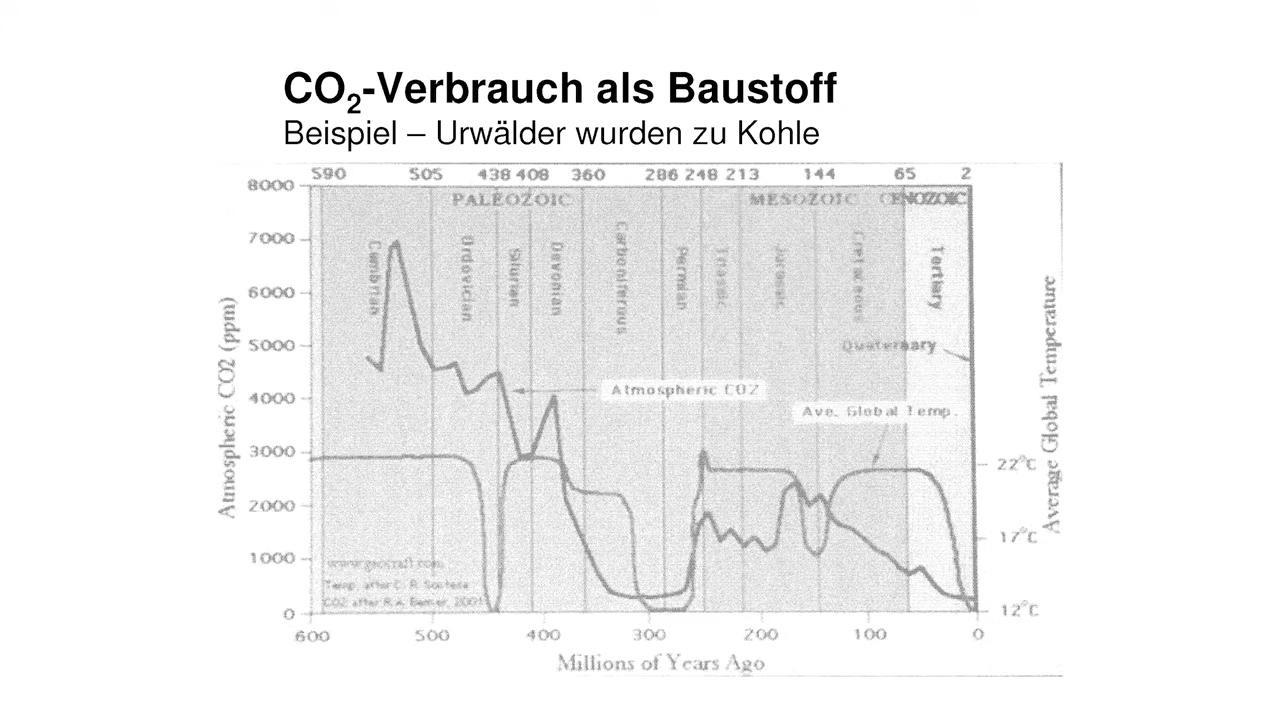 CO2-Verbrauch als Baustoff
Beispiel – Urwälder wurden zu Kohle
590 505 438 408 360 286 248 213 144 65 2
8000
PALEOZOIC MESOZOIC CENOZOIC
7000
6000
5000
4000
3000
2000
1000
0
Cambrian
Ordovician
Silurian
Devonian
Carboniferous
Permian
Triassic
Jurassic
Cretaceous
Tertiary
Quaternary
Atmospheric CO2
Ave. Global Temp.
22°C
17°C
12°C
Atmospheric CO2 (ppm)
Average Global Temperature
www.geocraft.com
Temp. after C. R. Scotese
CO2 after R.A. Berner, 2001
600 500 400 300 200 100 0
Millions of Years Ago